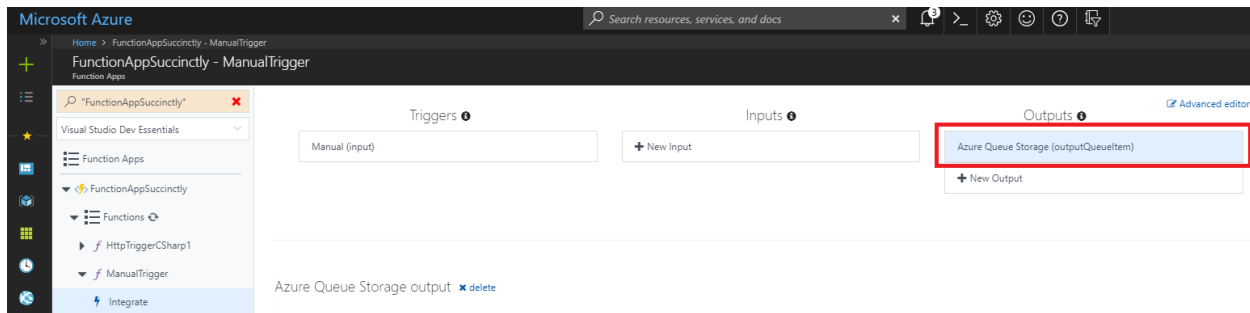 Microsoft Azure
Search resources, services, and docs
3
Home > FunctionAppSuccinctly - ManualTrigger
FunctionAppSuccinctly - ManualTrigger
Function Apps
"FunctionAppSuccinctly"
Visual Studio Dev Essentials
Function Apps
FunctionAppSuccinctly
Functions
HttpTriggerCSharp1
ManualTrigger
Integrate
Advanced editor
Triggers
Manual (input)
Inputs
New Input
Outputs
Azure Queue Storage (outputQueueItem)
New Output
Azure Queue Storage output delete